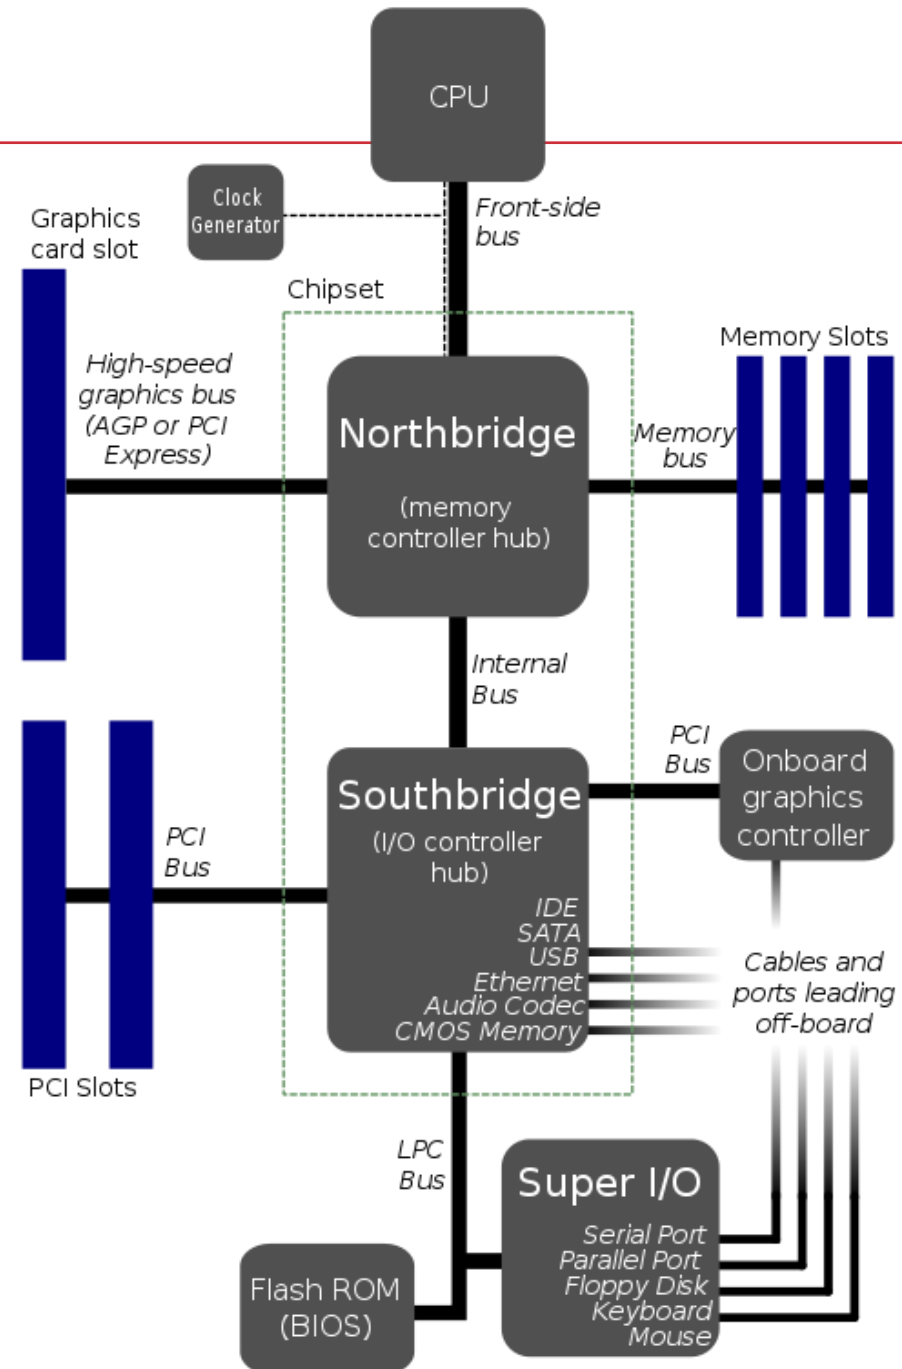 CPU
Clock
Generator
Front-side
bus
Graphics
card slot
Chipset
Memory Slots
High-speed
graphics bus
(AGP or PCI
Express)
Northbridge
(memory
controller hub)
Memory
bus
Internal
Bus
PCI
Bus
Onboard
graphics
controller
Southbridge
(I/O controller
hub)
PCI
Bus
IDE
SATA
USB
Ethernet
Audio Codec
CMOS Memory
Cables and
ports leading
off-board
PCI Slots
LPC
Bus
Super I/O
Serial Port
Parallel Port
Floppy Disk
Keyboard
Mouse
Flash ROM
(BIOS)